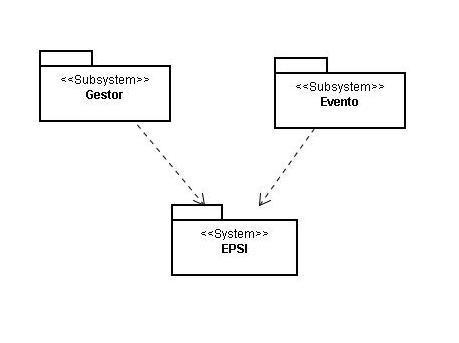 <<Subsystem>>
Gestor
<<Subsystem>>
Evento
<<System>>
EPSI